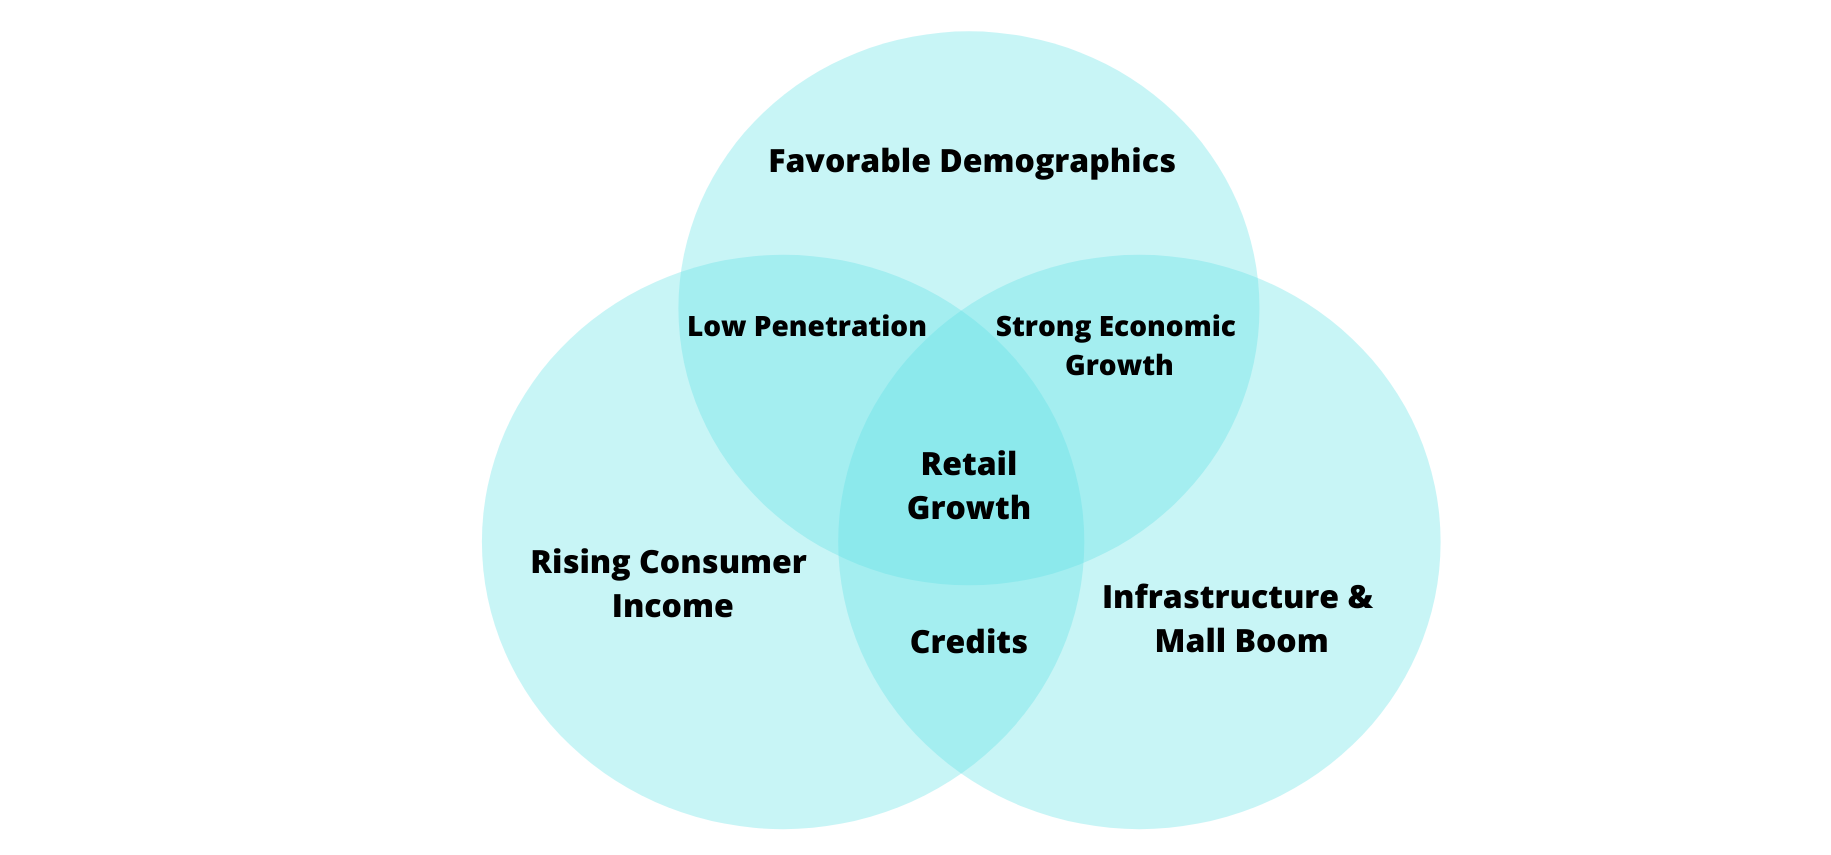 Favorable Demographics
Low Penetration
Strong Economic
Growth
Retail
Growth
Rising Consumer
Income
Infrastructure &
Mall Boom
Credits